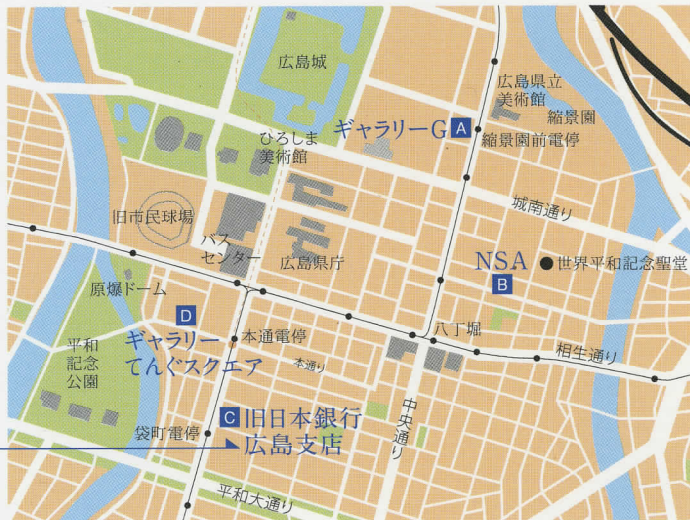 広島城
広島県立
美術館
縮景園
ギャラリーG A
縮景園前電停
ひろしま
美術館
城南通り
旧市民球場
バス
センター
広島県庁
NSA
B
世界平和記念聖堂
原爆ドーム
D
ギャラリー
てんぐスクエア
本通電停
八丁堀
相生通り
本通り
平和
記念
公園
中央通り
C 旧日本銀行
広島支店
袋町電停
平和大通り